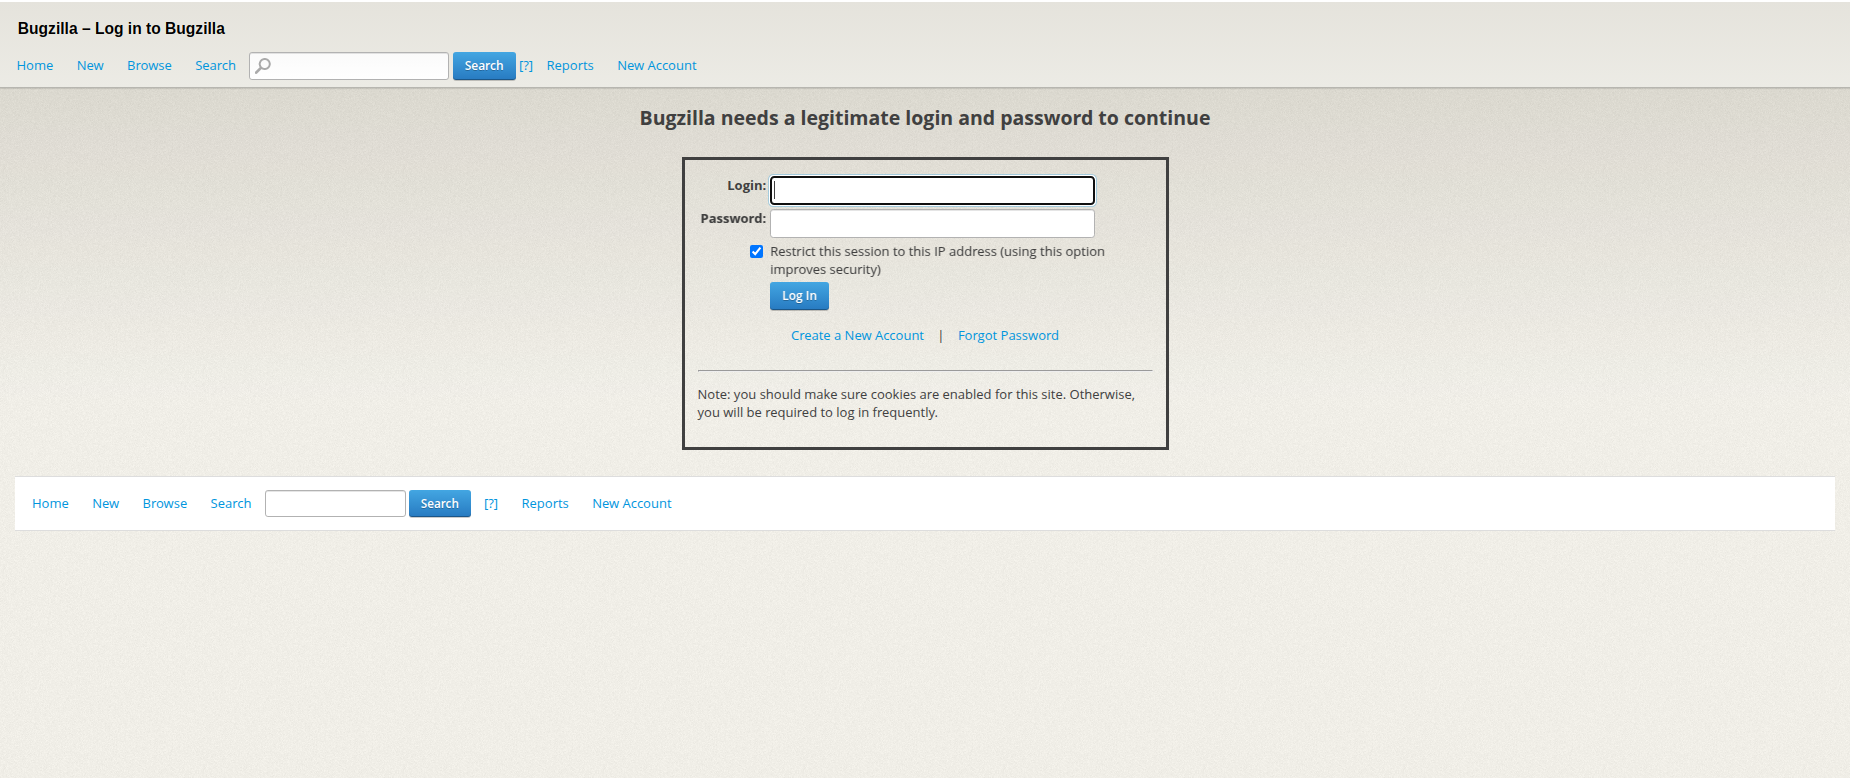 Bugzilla – Log in to Bugzilla
Home New Browse Search Search [?] Reports New Account
Bugzilla needs a legitimate login and password to continue
Login:
Password:
Restrict this session to this IP address (using this option
improves security)
Log In
Create a New Account | Forgot Password
Note: you should make sure cookies are enabled for this site. Otherwise,
you will be required to log in frequently.
Home New Browse Search Search [?] Reports New Account